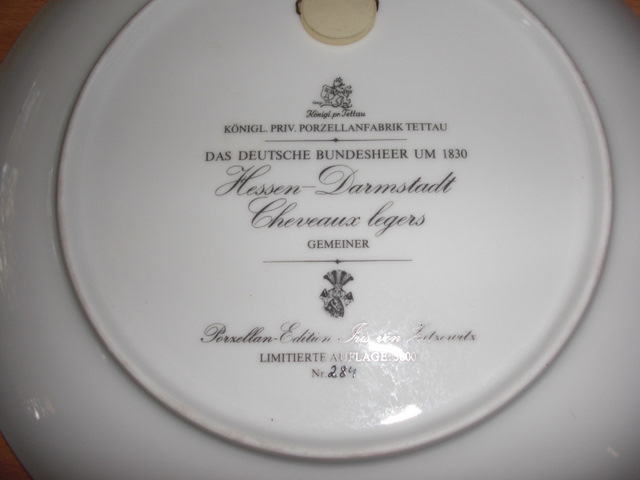 Königl. pr. Tettau
KÖNIGL. PRIV. PORZELLANFABRIK TETTAU
DAS DEUTSCHE BUNDESHEER UM 1830
Hessen-Darmstadt
Cheveaux legers
GEMEINER
Porzellan-Edition Iris von Zitzewitz
LIMITIERTE AUFLAGE:
Nr. 284